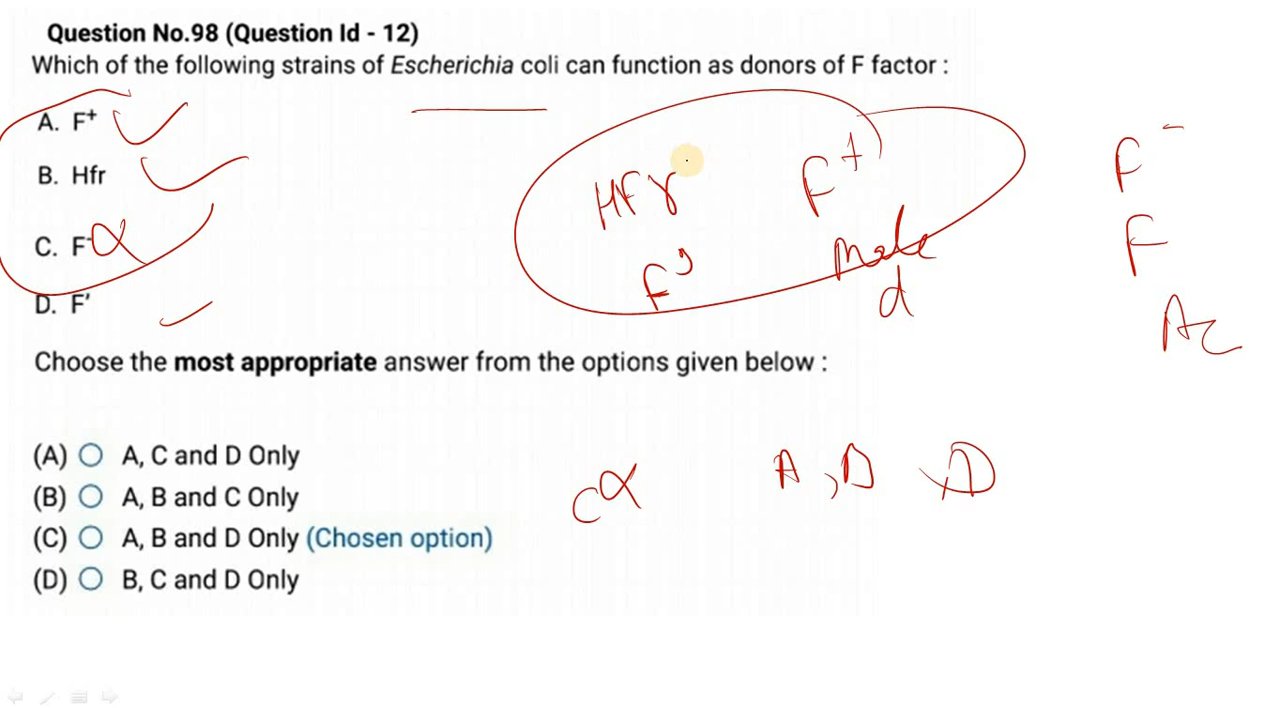 Question No.98 (Question Id - 12)
Which of the following strains of Escherichia coli can function as donors of F factor :
A. F⁺
B. Hfr
C. F
D. F'
HFr F⁺
F' male
d
F⁻
F
Choose the most appropriate answer from the options given below :
(A) A, C and D Only
(B) A, B and C Only
(C) A, B and D Only (Chosen option)
(D) B, C and D Only
C
A, B D